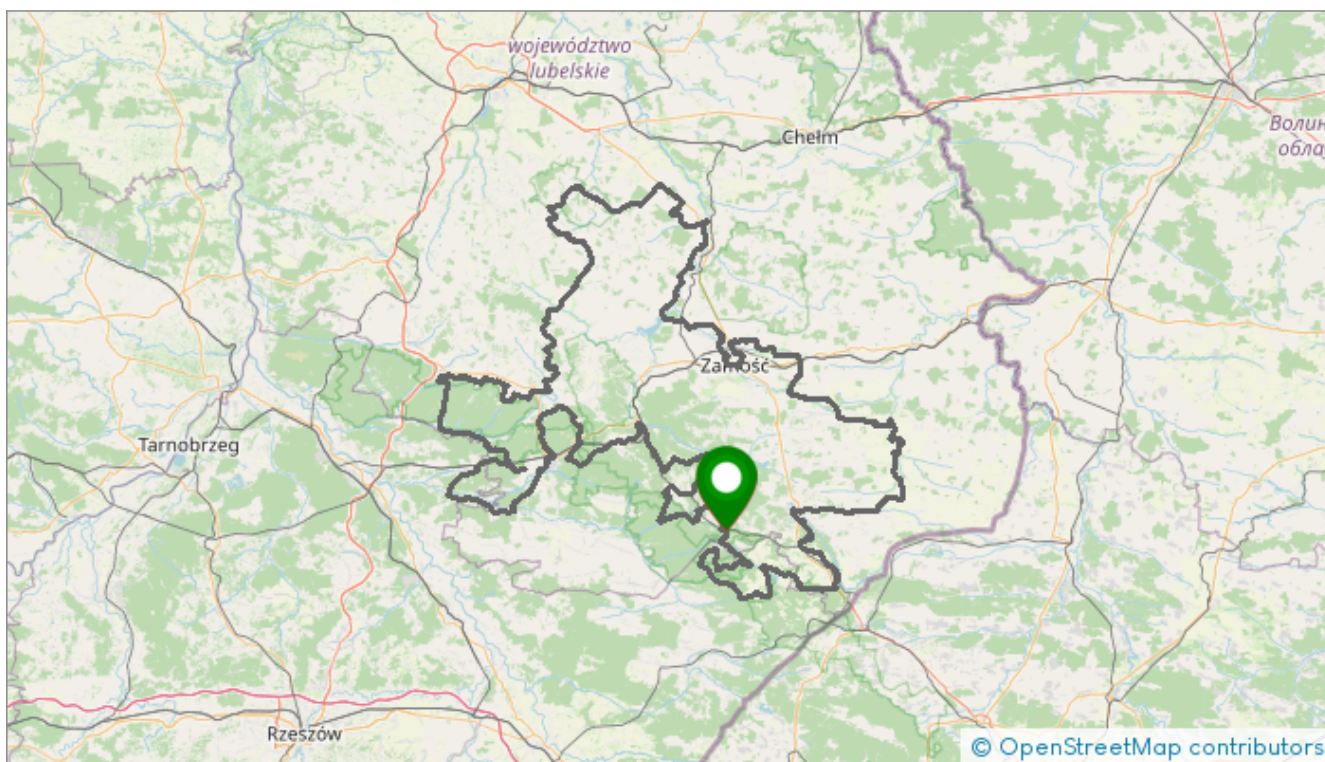 województwo
lubelskie
Chełm
Волин
обла
Zamość
Tarnobrzeg
Rzeszów
© OpenStreetMap contributors